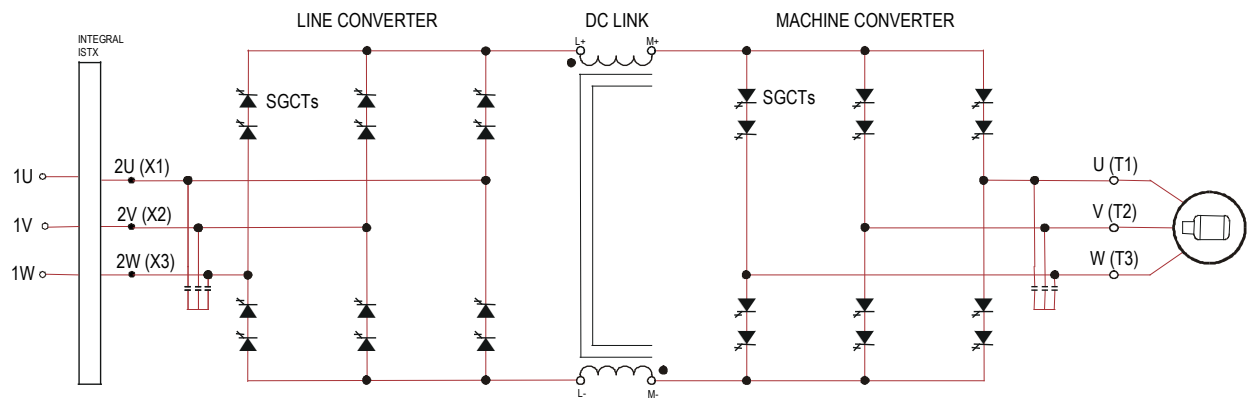 LINE CONVERTER
DC LINK
MACHINE CONVERTER
INTEGRAL
ISTX
L+
M+
SGCTs
SGCTs
1U
2U (X1)
U (T1)
1V
2V (X2)
V (T2)
1W
2W (X3)
W (T3)
L-
M-